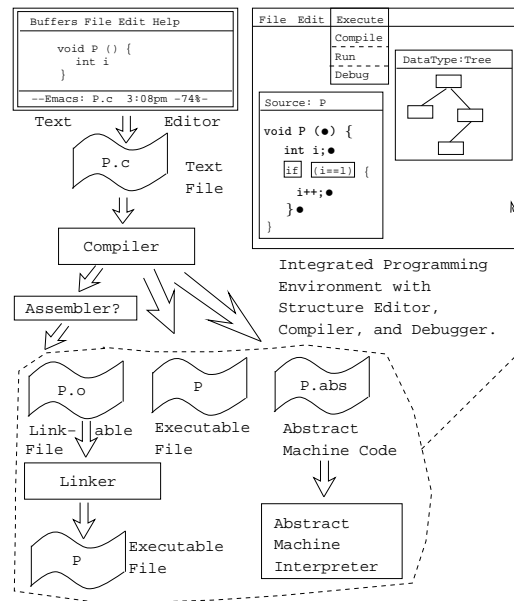 Buffers File Edit Help
void P () {
int i
}
--Emacs: P.c 3:08pm -74%-
Text Editor
P.c
Text
File
Compiler
Assembler?
P.o
Link- able
File
Linker
P
Executable
File
P
Executable
File
P.abs
Abstract
Machine Code
Abstract
Machine
Interpreter
File Edit Execute
Compile
Run
Debug
DataType:Tree
Source: P
void P (●) {
int i;●
if (i==1) {
i++;●
}●
}
Integrated Programming
Environment with
Structure Editor,
Compiler, and Debugger.